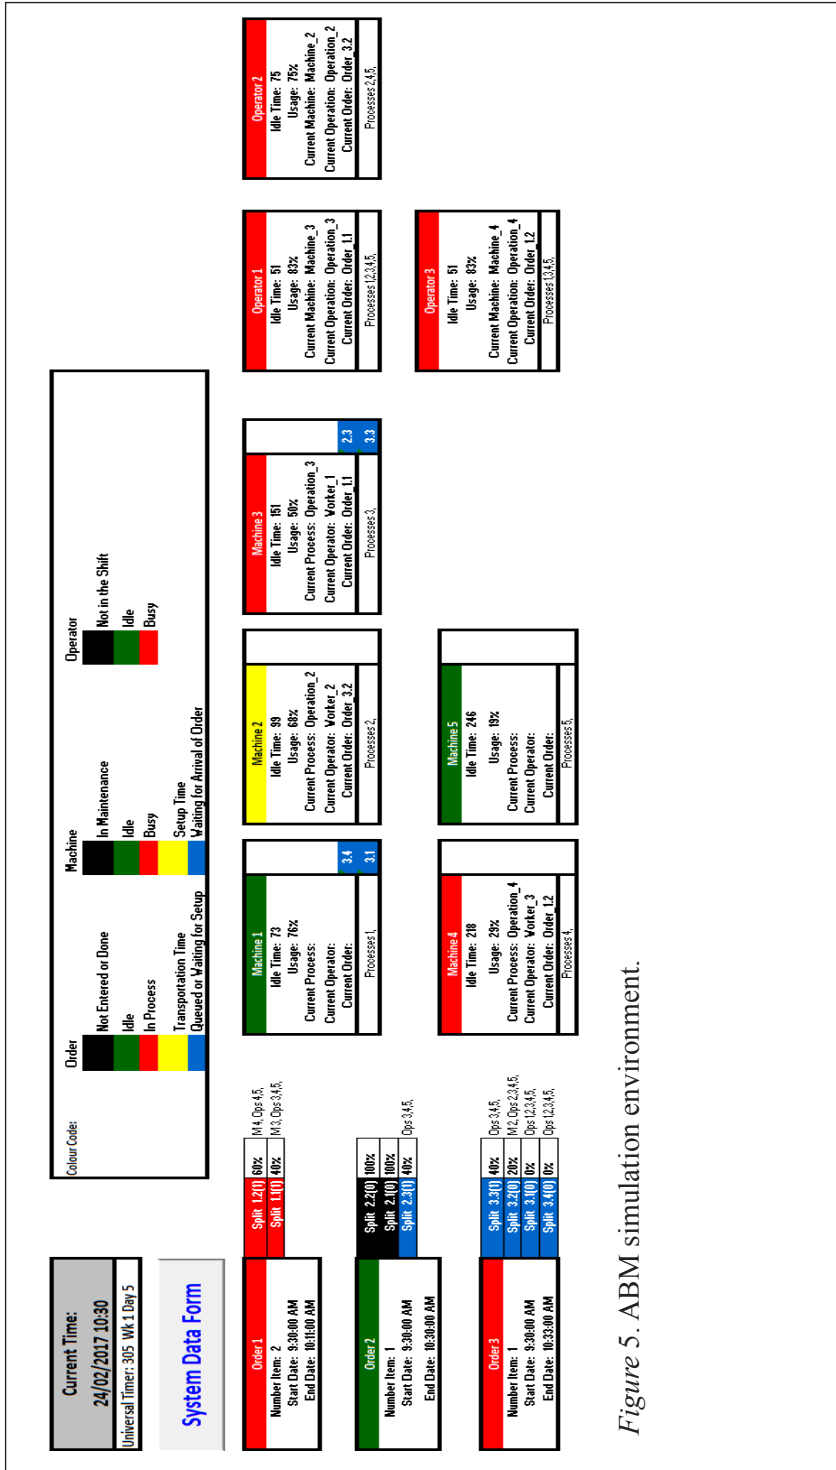 Current Time:
24/02/2017 10:30
Universal Timer: 305 Wk 1 Day 5
System Data Form
Colour Code:
Order
Not Entered or Done
Idle
In Process
Transportation Time
Queued or Waiting for Setup
Machine
In Maintenance
Idle
Busy
Setup Time
Waiting for Arrival of Order
Operator
Not in the Shift
Idle
Busy
Order 1
Number Item: 2
Start Date: 9:30:00 AM
End Date: 10:11:00 AM
Split 1.2(1) 60% M 4, Ops 4,5,
Split 1.1(1) 40% M 3, Ops 3,4,5,
Order 2
Number Item: 1
Start Date: 9:30:00 AM
End Date: 10:30:00 AM
Split 2.2(0) 100%
Split 2.1(0) 100%
Split 2.3(1) 40% Ops 3,4,5,
Order 3
Number Item: 1
Start Date: 9:30:00 AM
End Date: 10:33:00 AM
Split 3.3(1) 40% Ops 3,4,5,
Split 3.2(0) 20% M 2, Ops 2,3,4,5,
Split 3.1(0) 0% Ops 1,2,3,4,5,
Split 3.4(0) 0% Ops 1,2,3,4,5,
Machine 1
Idle Time: 73
Usage: 76%
Current Process:
Current Operator:
Current Order:
3.4
3.1
Processes 1,
Machine 2
Idle Time: 99
Usage: 68%
Current Process: Operation_2
Current Operator: Worker_2
Current Order: Order_3.2
Processes 2,
Machine 3
Idle Time: 151
Usage: 50%
Current Process: Operation_3
Current Operator: Worker_1
Current Order: Order_1.1
2.3
3.3
Processes 3,
Machine 4
Idle Time: 218
Usage: 29%
Current Process: Operation_4
Current Operator: Worker_3
Current Order: Order_1.2
Processes 4,
Machine 5
Idle Time: 246
Usage: 19%
Current Process:
Current Operator:
Current Order:
Processes 5,
Operator 1
Idle Time: 51
Usage: 83%
Current Machine: Machine_3
Current Operation: Operation_3
Current Order: Order_1.1
Processes 1,2,3,4,5,
Operator 2
Idle Time: 75
Usage: 75%
Current Machine: Machine_2
Current Operation: Operation_2
Current Order: Order_3.2
Processes 2,4,5,
Operator 3
Idle Time: 51
Usage: 83%
Current Machine: Machine_4
Current Operation: Operation_4
Current Order: Order_1.2
Processes 1,3,4,5,
Figure 5. ABM simulation environment.